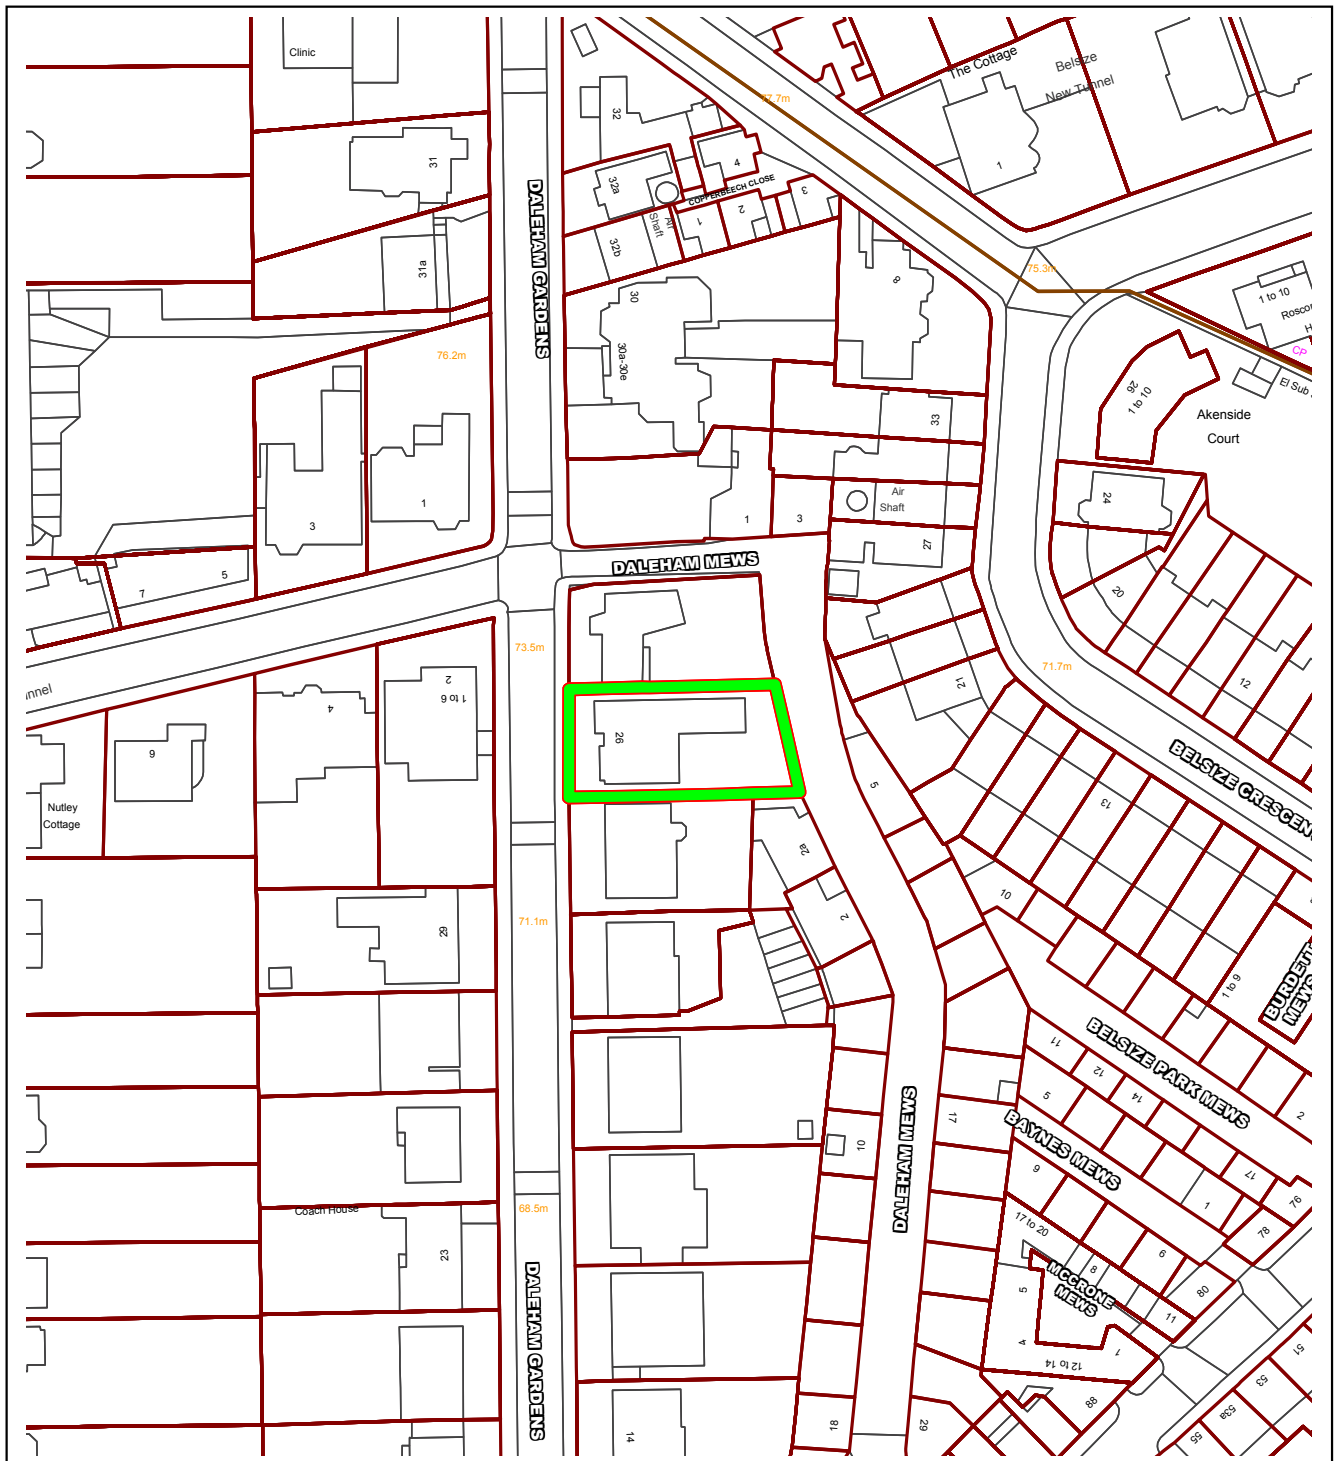 Clinic
The Cottage
Belsize
New Tunnel
77.7m
32
31
4
1
32a
COPPERBEECH CLOSE
3
2
1
Air
Shaft
32b
DALEHAM GARDENS
31a
8
75.3m
30
1 to 10
CP
El Sub
30a-30e
76.2m
26
1 to 10
Akenside
Court
33
24
Air
Shaft
1
3
1
3
27
DALEHAM MEWS
5
7
20
73.5m
71.7m
12
21
2
1 to 6
4
26
6
Nutley
Cottage
5
BELSIZE CRESCEN
13
2a
10
2
71.1m
29
1 to 9
BURDETT
MEWS
BELSIZE PARK MEWS
11
12
14
5
2
BAYNES MEWS
17
10
DALEHAM MEWS
9
17
1
76
78
17 to 20
6
8
80
MCCRONE
MEWS
5
4
11
1
12 to 14
88
68.5m
Coach House
23
DALEHAM GARDENS
14
18
29
51
53
53a
55